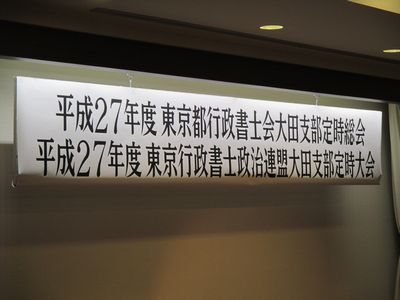 平成27年度東京都行政書士会大田支部定時総会
平成27年度東京行政書士政治連盟大田支部定時大会